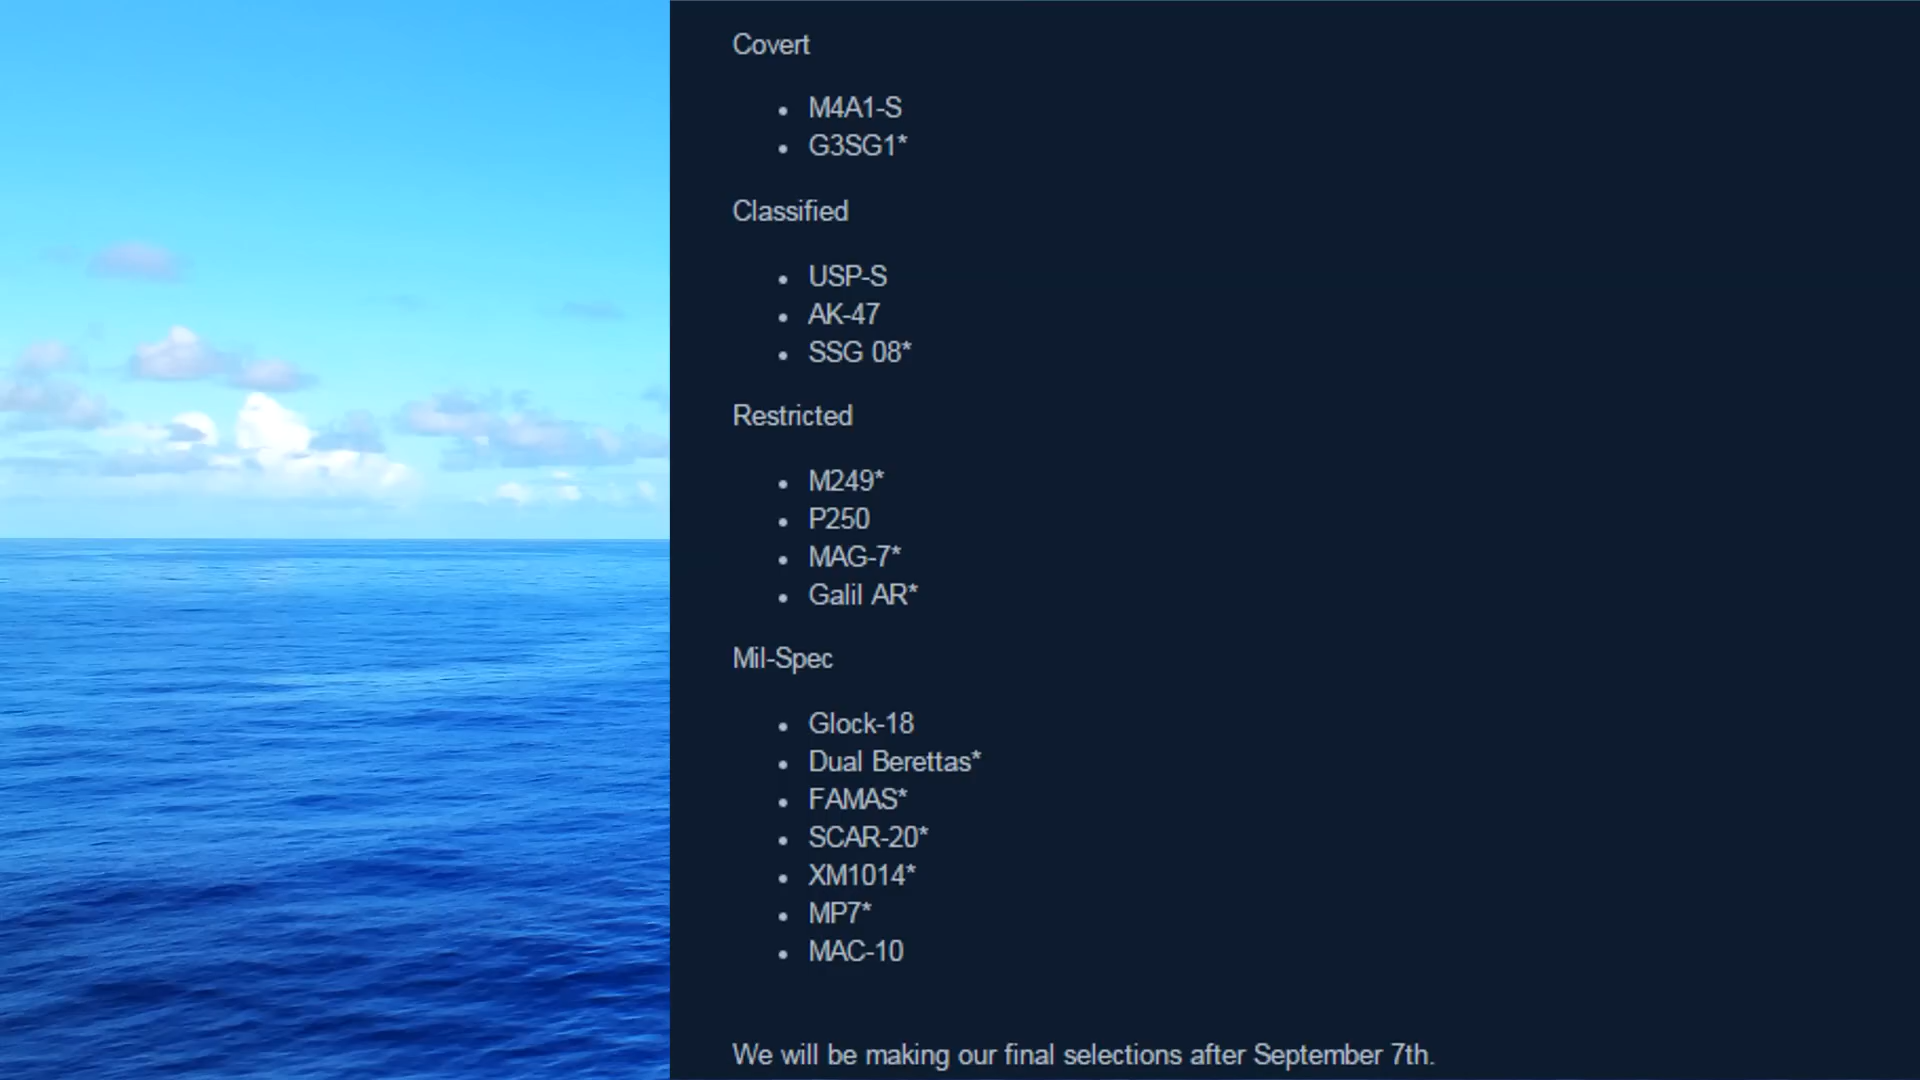 Covert
• M4A1-S
• G3SG1*
Classified
• USP-S
• AK-47
• SSG 08*
Restricted
• M249*
• P250
• MAG-7*
• Galil AR*
Mil-Spec
• Glock-18
• Dual Berettas*
• FAMAS*
• SCAR-20*
• XM1014*
• MP7*
• MAC-10
We will be making our final selections after September 7th.